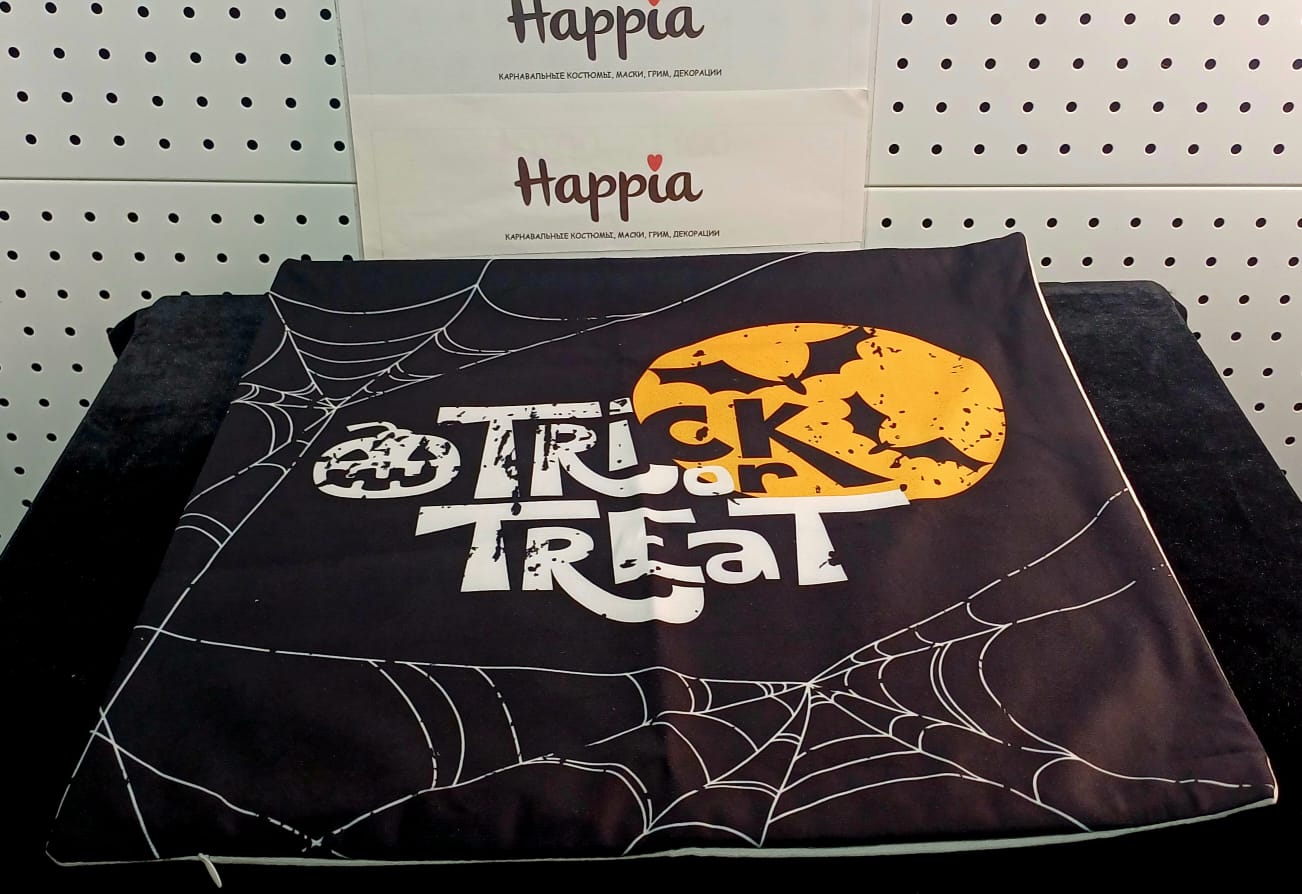 Happia
КАРНАВАЛЬНЫЕ КОСТЮМЫ, МАСКИ, ГРИМ, ДЕКОРАЦИИ
Happia
КАРНАВАЛЬНЫЕ КОСТЮМЫ, МАСКИ, ГРИМ, ДЕКОРАЦИИ
TRiCK
or
TREaT